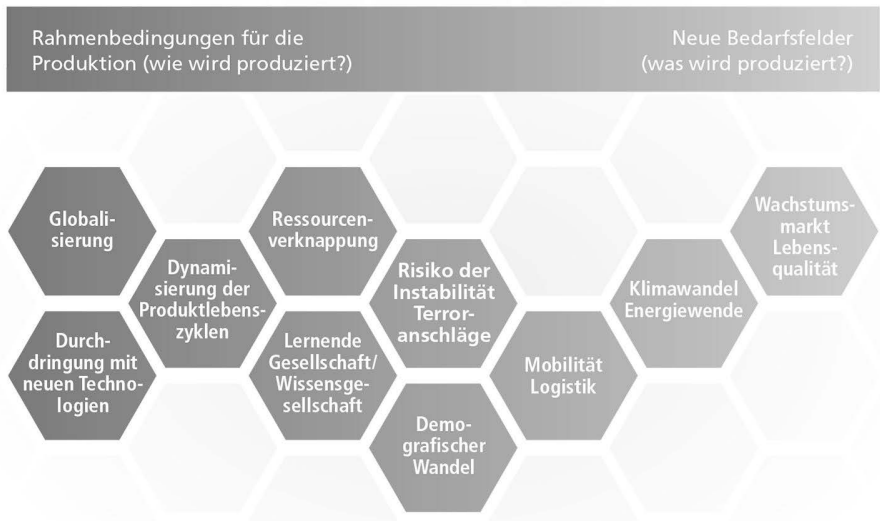 Rahmenbedingungen für die
Produktion (wie wird produziert?)
Neue Bedarfsfelder
(was wird produziert?)
Globali-
sierung
Durch-
dringung mit
neuen Techno-
logien
Dynami-
sierung der
Produktlebens-
zyklen
Ressourcen-
verknappung
Lernende
Gesellschaft/
Wissensge-
sellschaft
Risiko der
Instabilität
Terror-
anschläge
Demo-
grafischer
Wandel
Mobilität
Logistik
Klimawandel
Energiewende
Wachstums-
markt
Lebens-
qualität